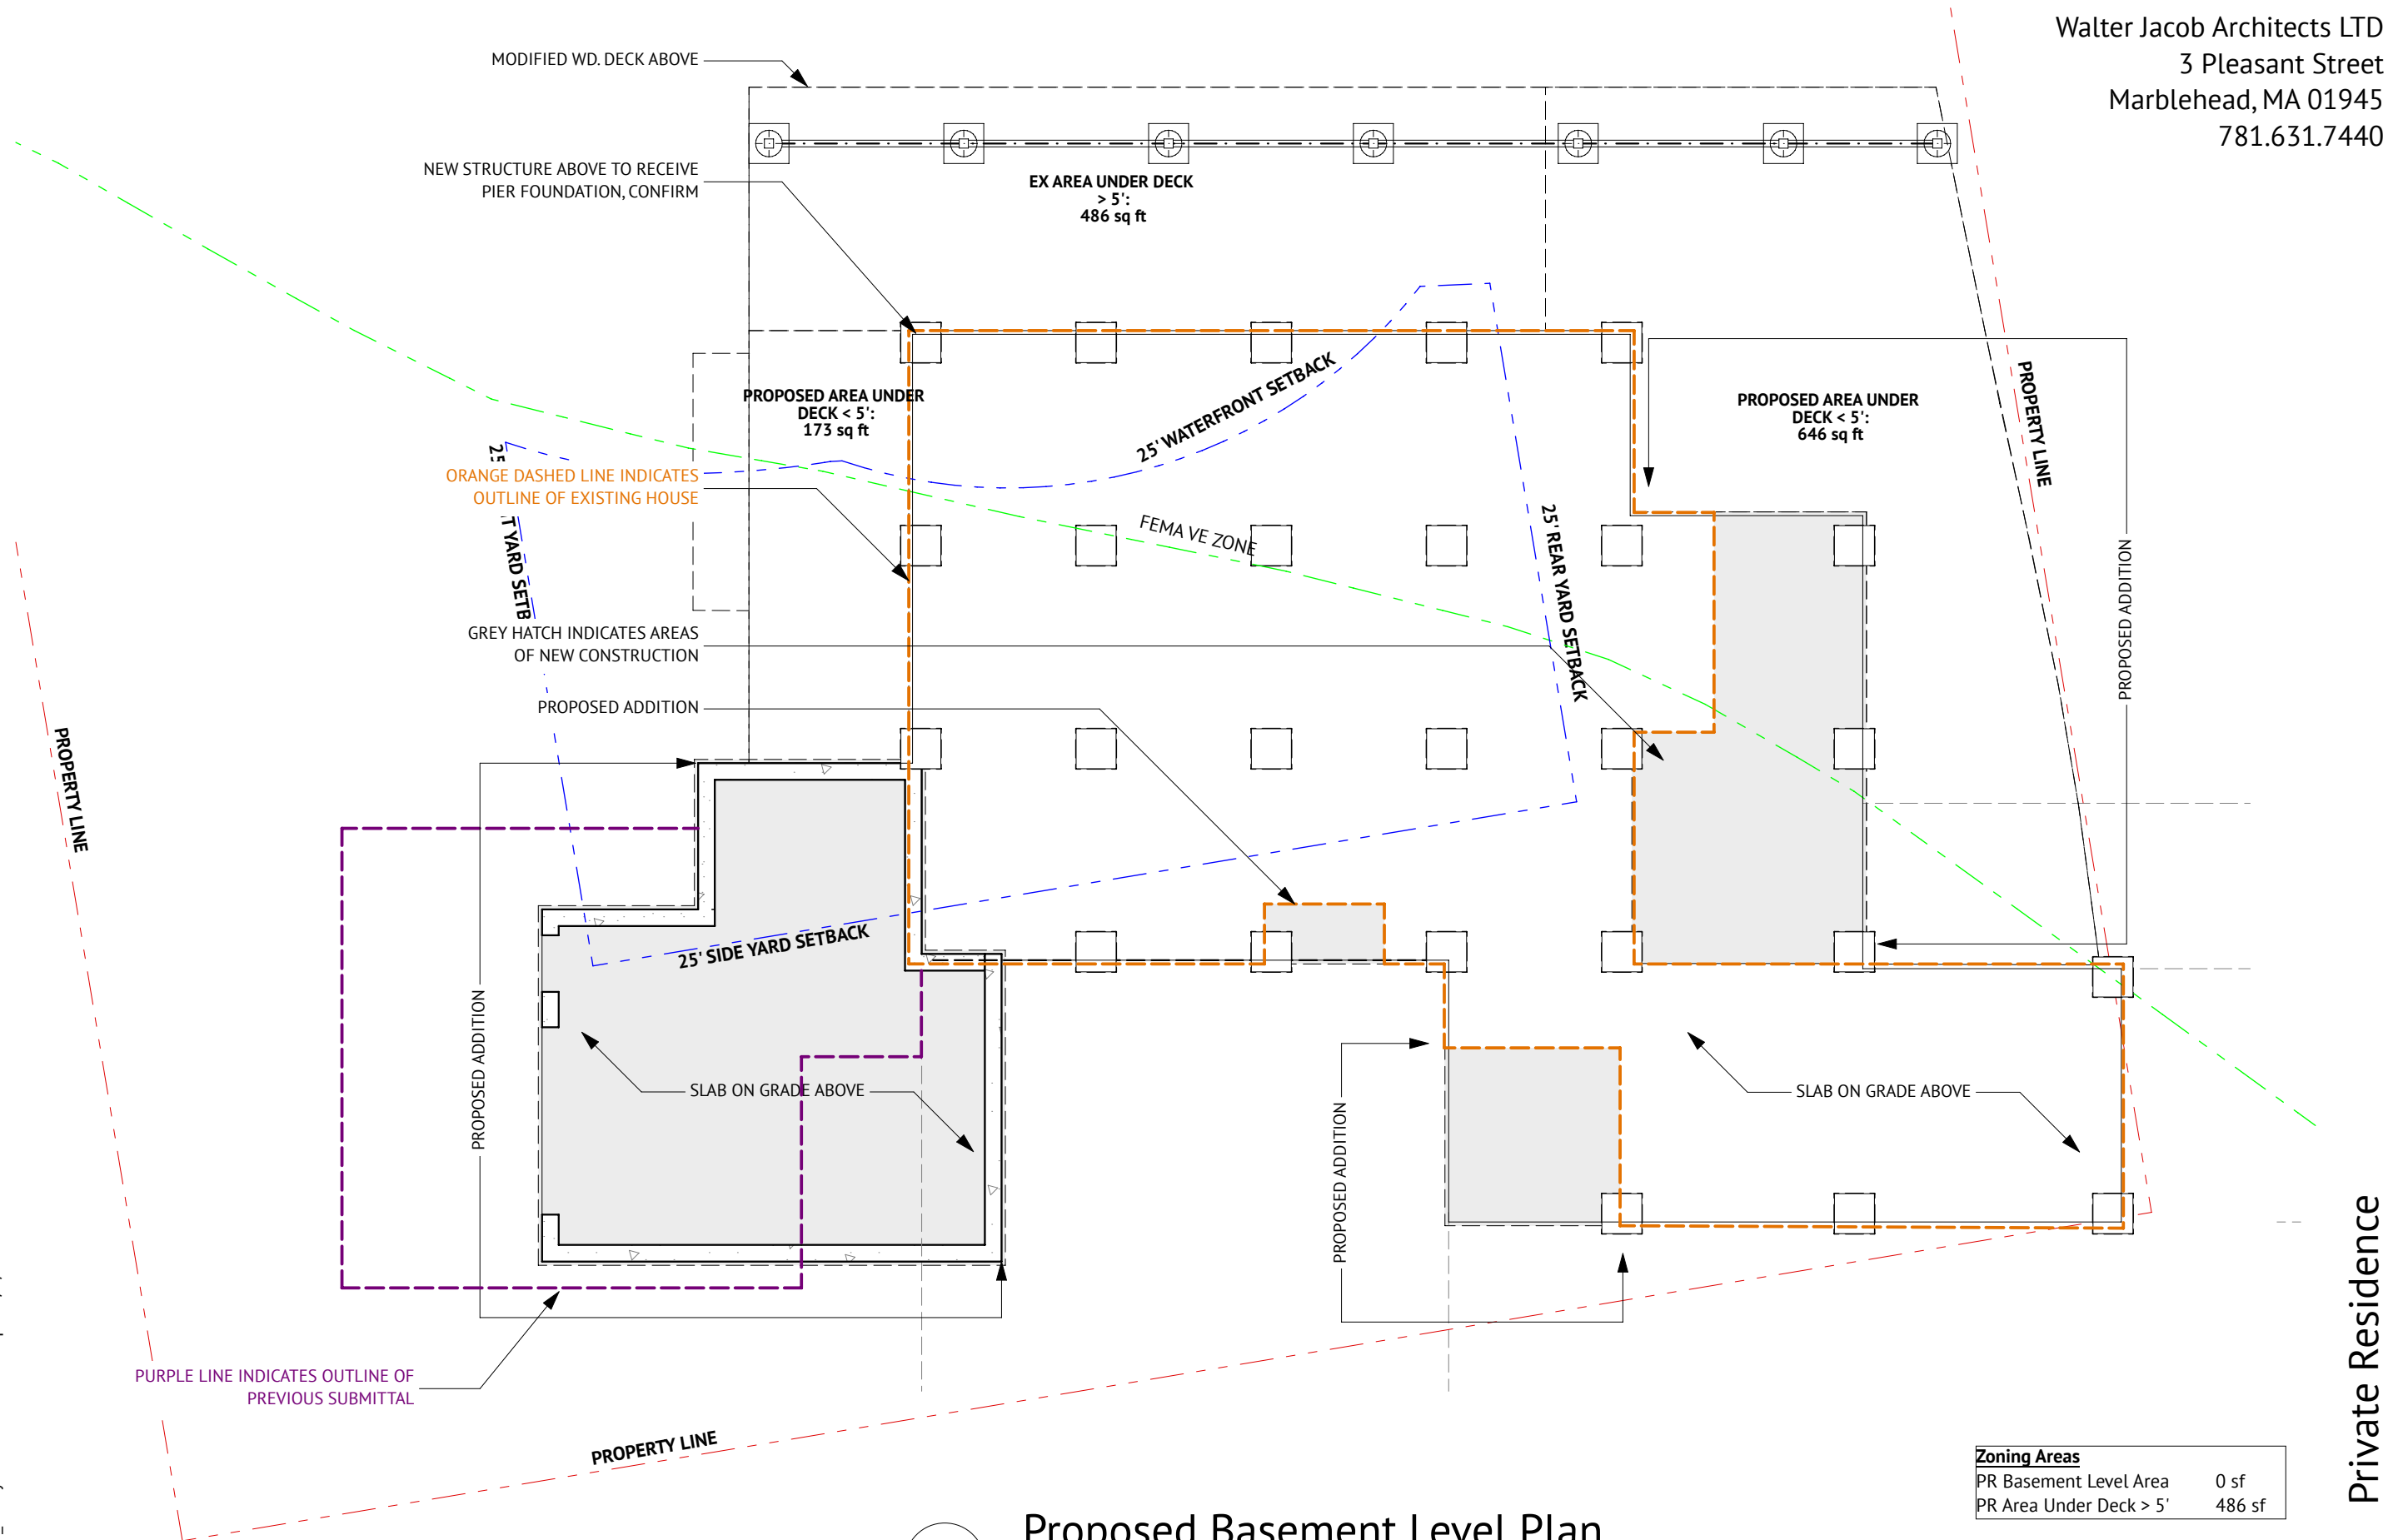 Walter Jacob Architects LTD
3 Pleasant Street
Marblehead, MA 01945
781.631.7440
MODIFIED WD. DECK ABOVE
NEW STRUCTURE ABOVE TO RECEIVE
PIER FOUNDATION, CONFIRM
EX AREA UNDER DECK
> 5':
486 sq ft
PROPOSED AREA UNDER
DECK < 5':
173 sq ft
25' WATERFRONT SETBACK
PROPOSED AREA UNDER
DECK < 5':
646 sq ft
PROPERTY LINE
ORANGE DASHED LINE INDICATES
OUTLINE OF EXISTING HOUSE
25
T YARD SETB
FEMA VE ZONE
25' REAR YARD SETBACK
PROPOSED ADDITION
GREY HATCH INDICATES AREAS
OF NEW CONSTRUCTION
PROPOSED ADDITION
PROPERTY LINE
25' SIDE YARD SETBACK
PROPOSED ADDITION
SLAB ON GRADE ABOVE
PROPOSED ADDITION
SLAB ON GRADE ABOVE
PURPLE LINE INDICATES OUTLINE OF
PREVIOUS SUBMITTAL
PROPERTY LINE
Private Residence
Zoning Areas
PR Basement Level Area 0 sf
PR Area Under Deck > 5' 486 sf
Proposed Basement Level Plan